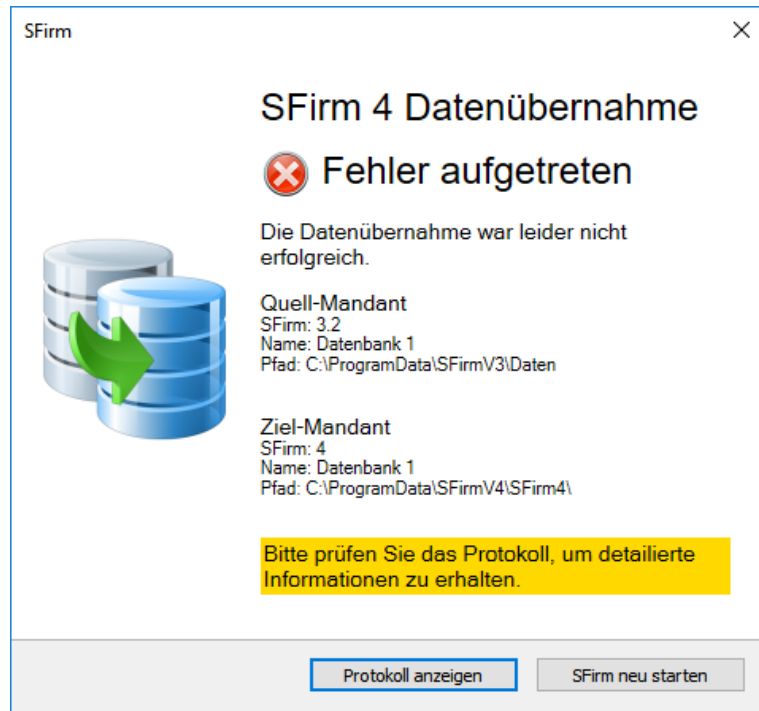 SFirm
SFirm 4 Datenübernahme
Fehler aufgetreten
Die Datenübernahme war leider nicht
erfolgreich.
Quell-Mandant
SFirm: 3.2
Name: Datenbank 1
Pfad: C:\ProgramData\SFirmV3\Daten
Ziel-Mandant
SFirm: 4
Name: Datenbank 1
Pfad: C:\ProgramData\SFirmV4\SFirm4\
Bitte prüfen Sie das Protokoll, um detailierte
Informationen zu erhalten.
Protokoll anzeigen
SFirm neu starten